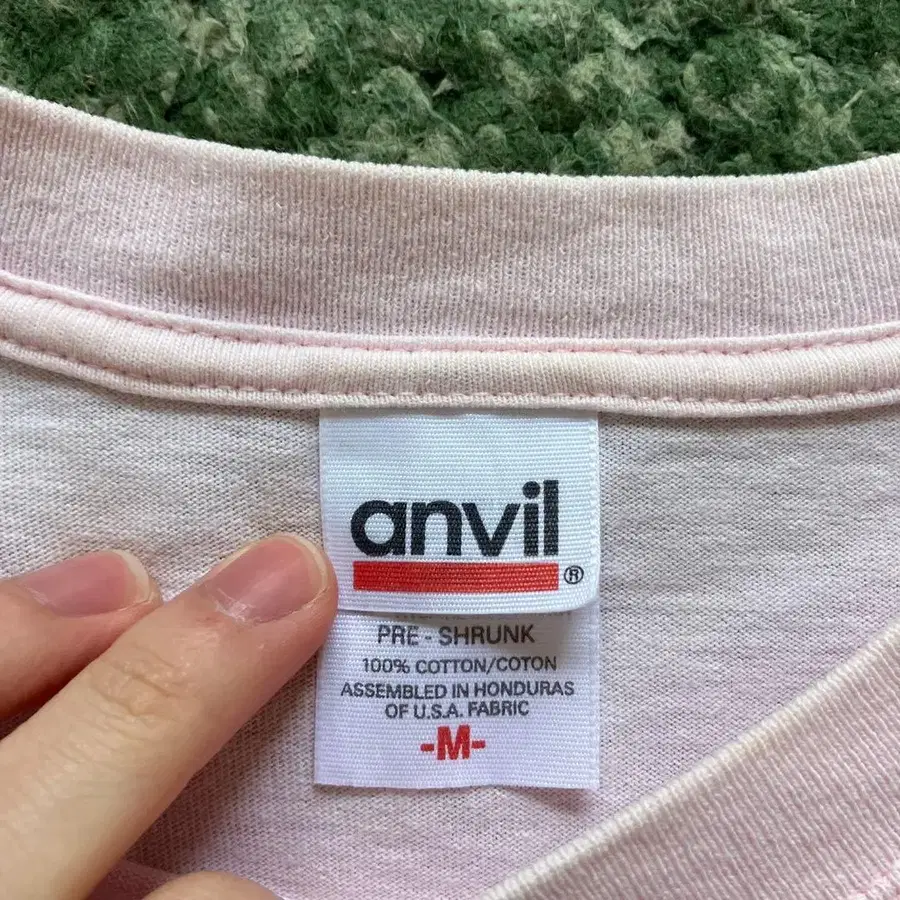 anvil
®
PRE - SHRUNK
100% COTTON/COTON
ASSEMBLED IN HONDURAS
OF U.S.A. FABRIC
-M-